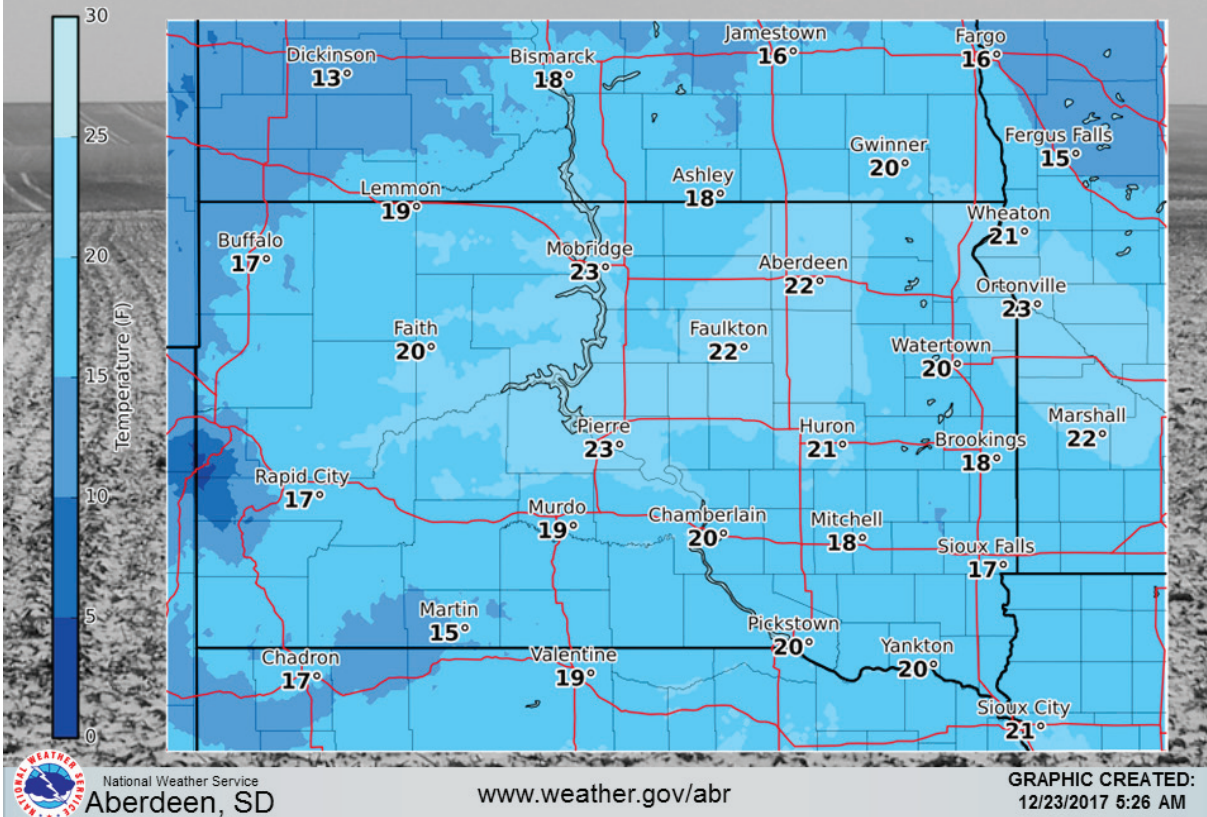 30
25
20
15
10
5
0
Temperature (F)
Dickinson
13°
Bismarck
18°
Jamestown
16°
Fargo
16°
Fergus Falls
15°
Gwinner
20°
Ashley
18°
Lemmon
19°
Wheaton
21°
Buffalo
17°
Mobridge
23°
Aberdeen
22°
Ortonville
23°
Faith
20°
Faulkton
22°
Watertown
20°
Marshall
22°
Pierre
23°
Huron
21°
Brookings
18°
Rapid City
17°
Murdo
19°
Chamberlain
20°
Mitchell
18°
Sioux Falls
17°
Martin
15°
Pickstown
20°
Chadron
17°
Valentine
19°
Yankton
20°
Sioux City
21°
NATIONAL WEATHER SERVICE
National Weather Service
Aberdeen, SD
www.weather.gov/abr
GRAPHIC CREATED:
12/23/2017 5:26 AM